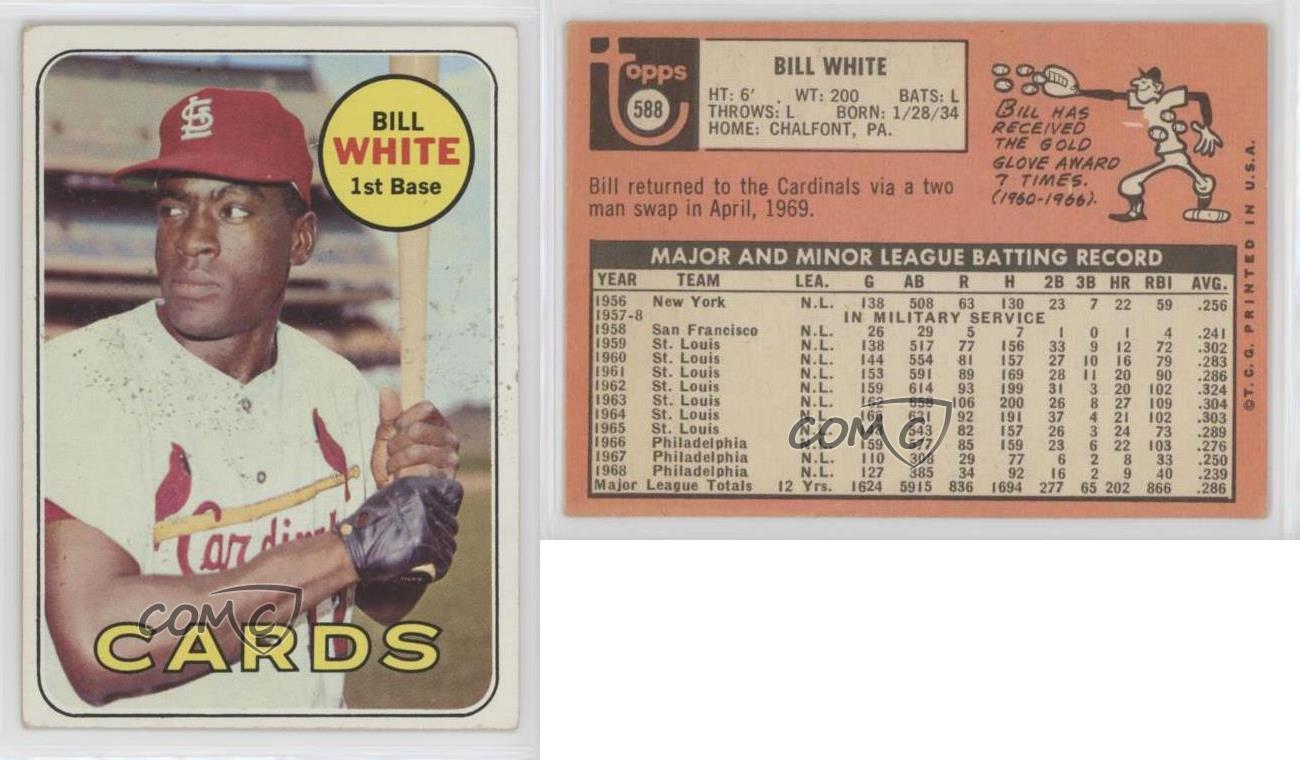 BILL
WHITE
1st Base
Cardin
COMC
CARDS
topps
588
BILL WHITE
HT: 6' . WT: 200 BATS: L
THROWS: L BORN: 1/28/34
HOME: CHALFONT, PA.
BILL HAS
RECEIVED
THE GOLD
GLOVE AWARD
7 TIMES.
(1960-1966).
Bill returned to the Cardinals via a two
man swap in April, 1969.
MAJOR AND MINOR LEAGUE BATTING RECORD
YEAR TEAM LEA. G AB R H 2B 3B HR RBI AVG.
1956 New York N.L. 138 508 63 130 23 7 22 59 .256
1957-8 IN MILITARY SERVICE
1958 San Francisco N.L. 26 29 5 7 1 0 1 4 .241
1959 St. Louis N.L. 138 517 77 156 33 9 12 72 .302
1960 St. Louis N.L. 144 554 81 157 27 10 16 79 .283
1961 St. Louis N.L. 153 591 89 169 28 11 20 90 .286
1962 St. Louis N.L. 159 614 93 199 31 3 20 102 .324
1963 St. Louis N.L. 162 658 106 200 26 8 27 109 .304
1964 St. Louis N.L. 631 92 191 37 4 21 102 .303
1965 St. Louis N.L. 543 82 157 26 3 24 73 .289
1966 Philadelphia N.L. 159 577 85 159 23 6 22 103 .276
1967 Philadelphia N.L. 110 308 29 77 6 2 8 33 .250
1968 Philadelphia N.L. 127 385 34 92 16 2 9 40 .239
Major League Totals 12 Yrs. 1624 5915 836 1694 277 65 202 866 .286
COMC
©T.C.G. PRINTED IN U.S.A.